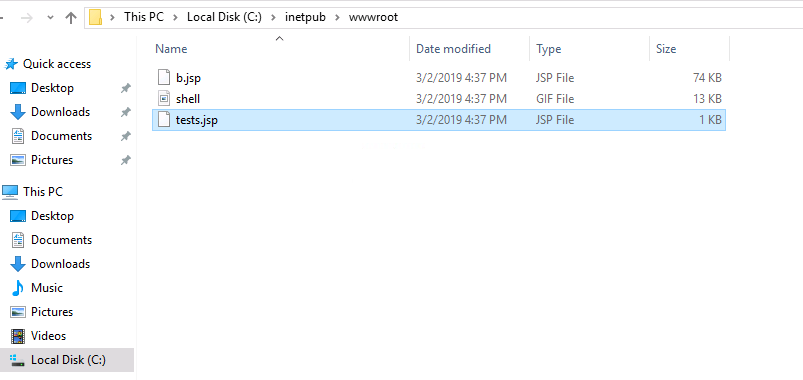 This PC > Local Disk (C:) > inetpub > wwwroot
Name Date modified Type Size
b.jsp 3/2/2019 4:37 PM JSP File 74 KB
shell 3/2/2019 4:37 PM GIF File 13 KB
tests.jsp 3/2/2019 4:37 PM JSP File 1 KB
Quick access
Desktop
Downloads
Documents
Pictures
This PC
Desktop
Documents
Downloads
Music
Pictures
Videos
Local Disk (C:)